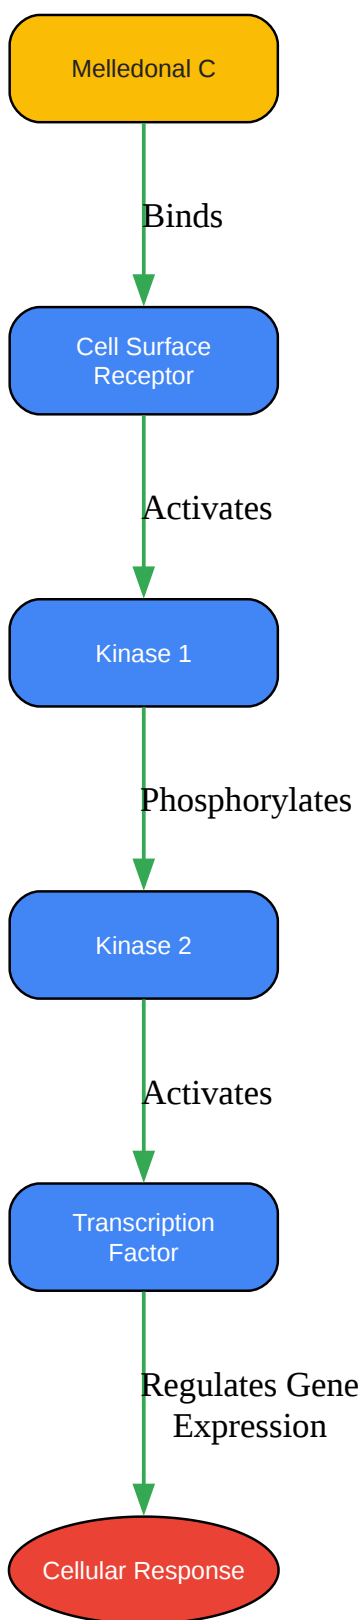 Melledonal C
Binds
Cell Surface
Receptor
Activates
Kinase 1
Phosphorylates
Kinase 2
Activates
Transcription
Factor
Regulates Gene
Expression
Cellular Response